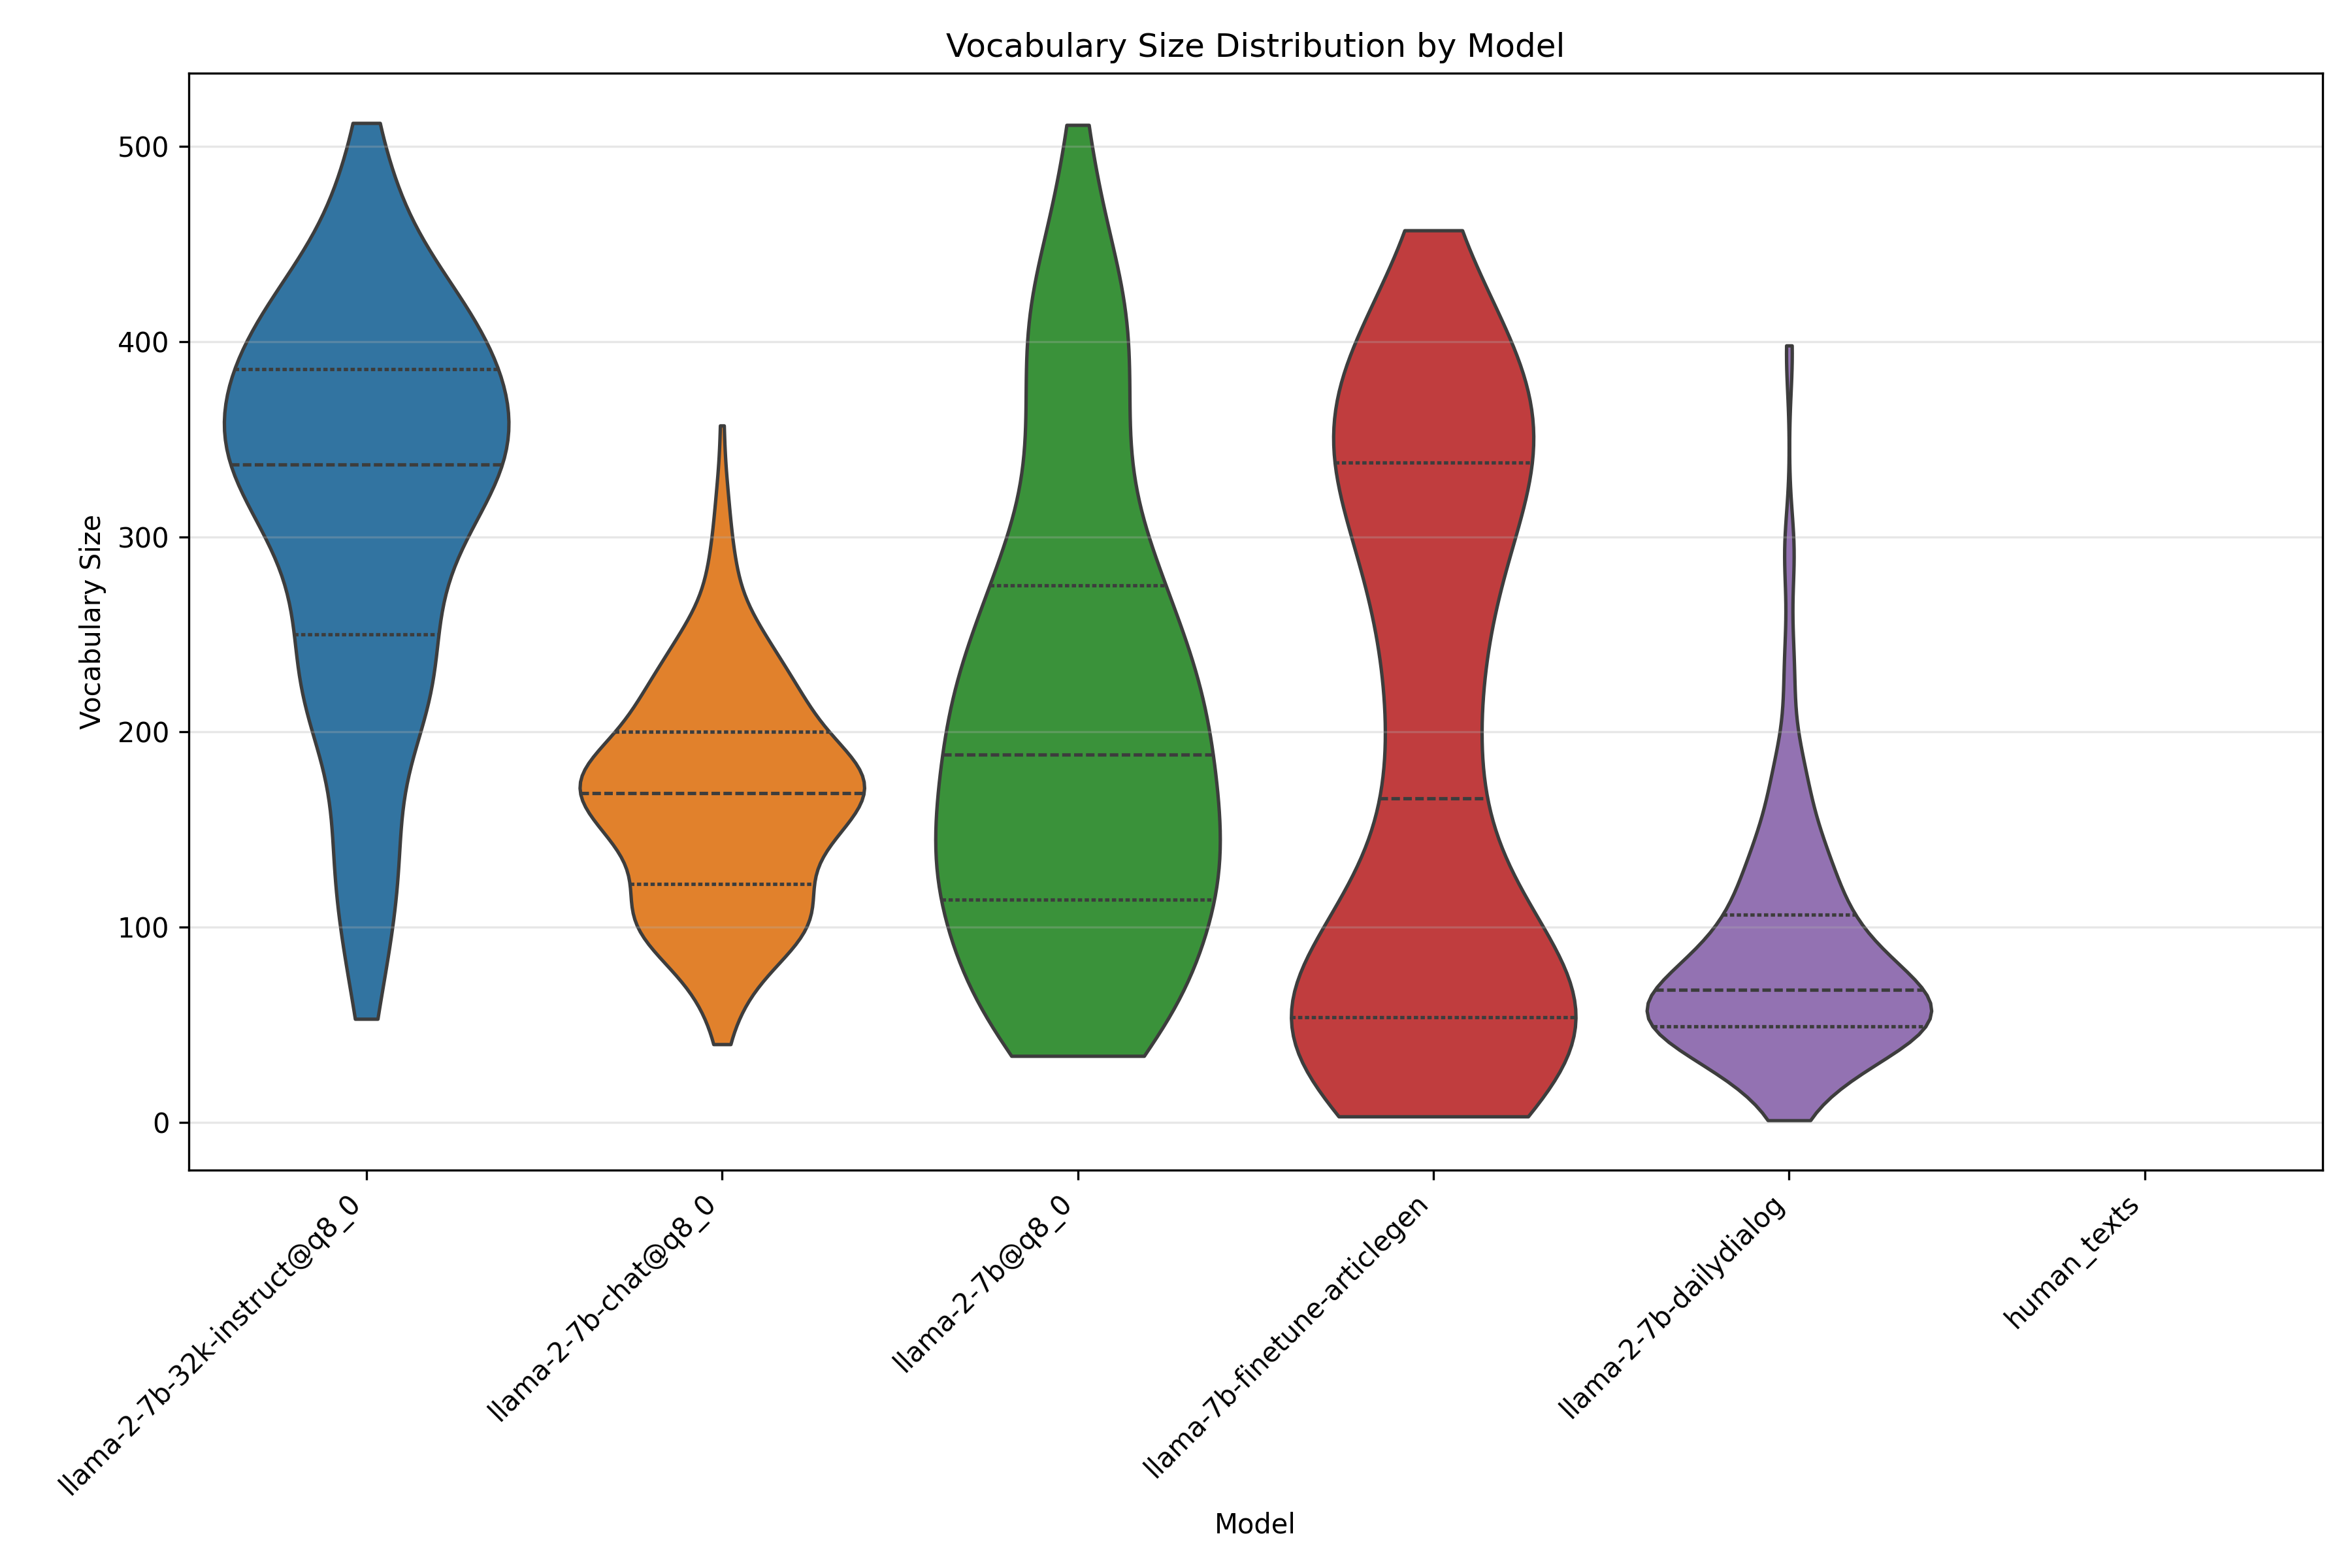 Vocabulary Size Distribution by Model
Vocabulary Size
500
400
300
200
100
0
llama-2-7b-32k-instruct@q8_0
llama-2-7b-chat@q8_0
llama-2-7b@q8_0
llama-7b-finetune-articlegen
llama-2-7b-dailydialog
human_texts
Model